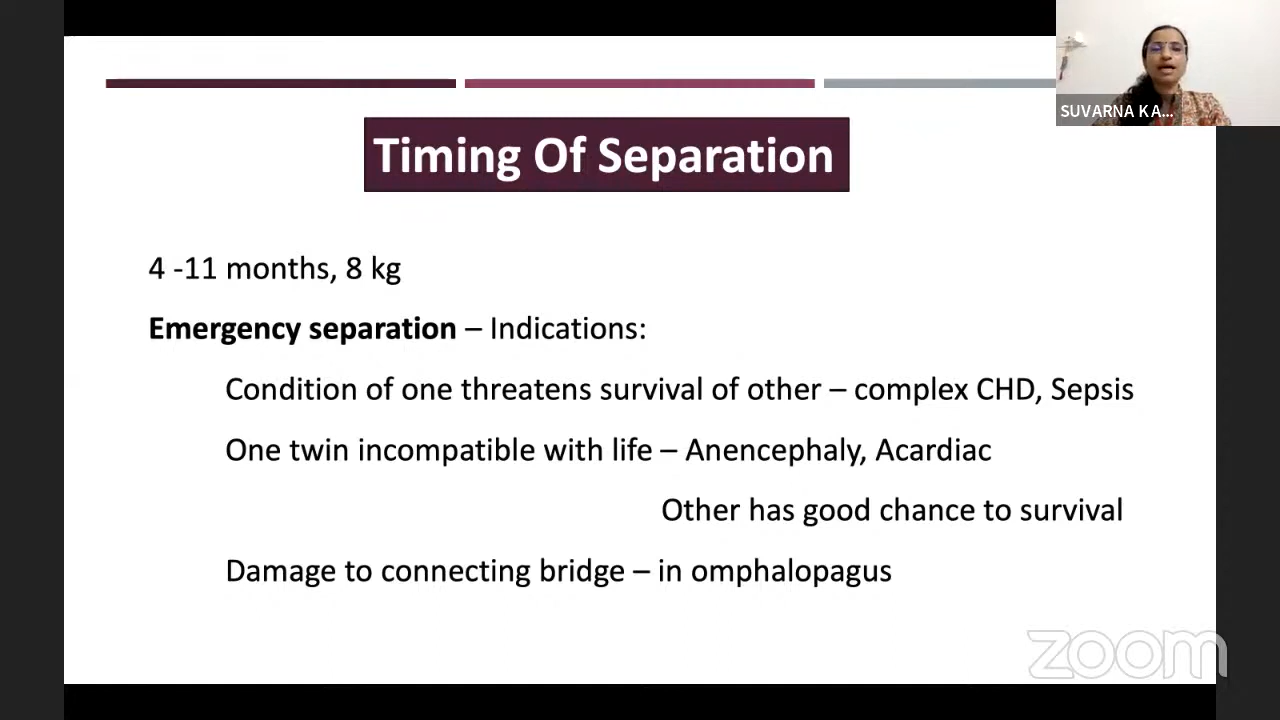 SUVARNA K A...
Timing Of Separation
4 -11 months, 8 kg
Emergency separation – Indications:
Condition of one threatens survival of other – complex CHD, Sepsis
One twin incompatible with life – Anencephaly, Acardiac
Other has good chance to survival
Damage to connecting bridge – in omphalopagus
zoom